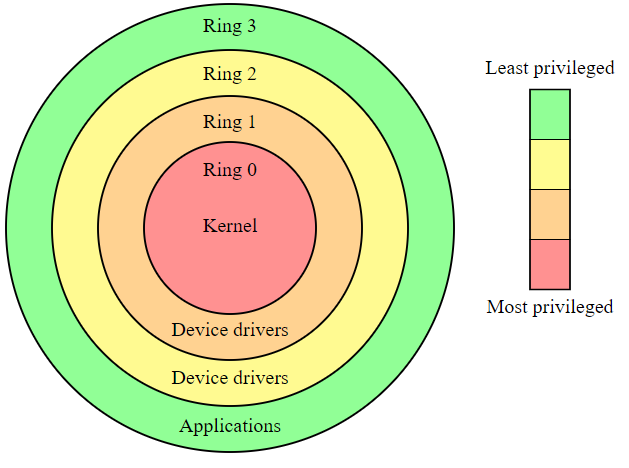 Ring 3
Ring 2
Ring 1
Ring 0
Kernel
Device drivers
Device drivers
Applications
Least privileged
Most privileged